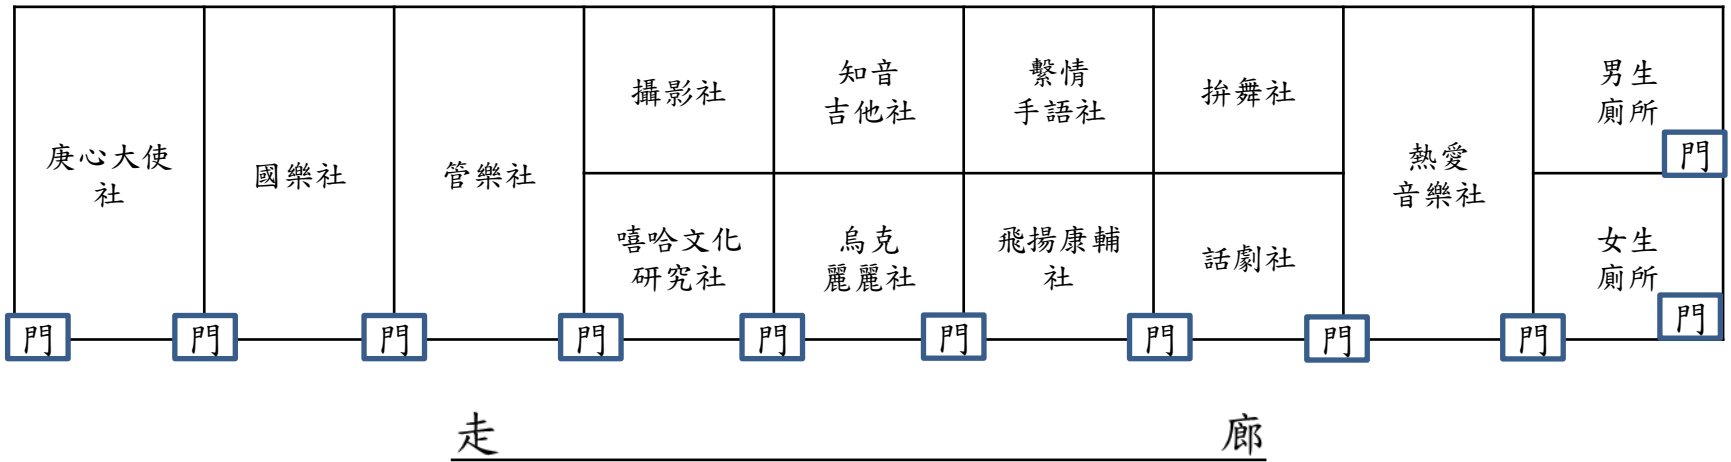 庚心大使
社
國樂社
管樂社
攝影社
知音
吉他社
繫情
手語社
拚舞社
熱愛
音樂社
男生
廁所
門
嘻哈文化
研究社
烏克
麗麗社
飛揚康輔
社
話劇社
女生
廁所
門
門
門
門
門
門
門
門
門
門
走 廊